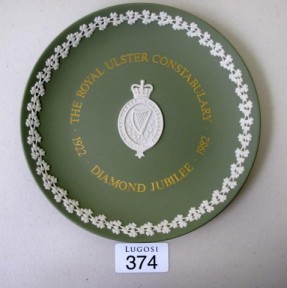 THE ROYAL ULSTER CONSTABULARY
1922 · DIAMOND JUBILEE · 1982
LUGOSI
374